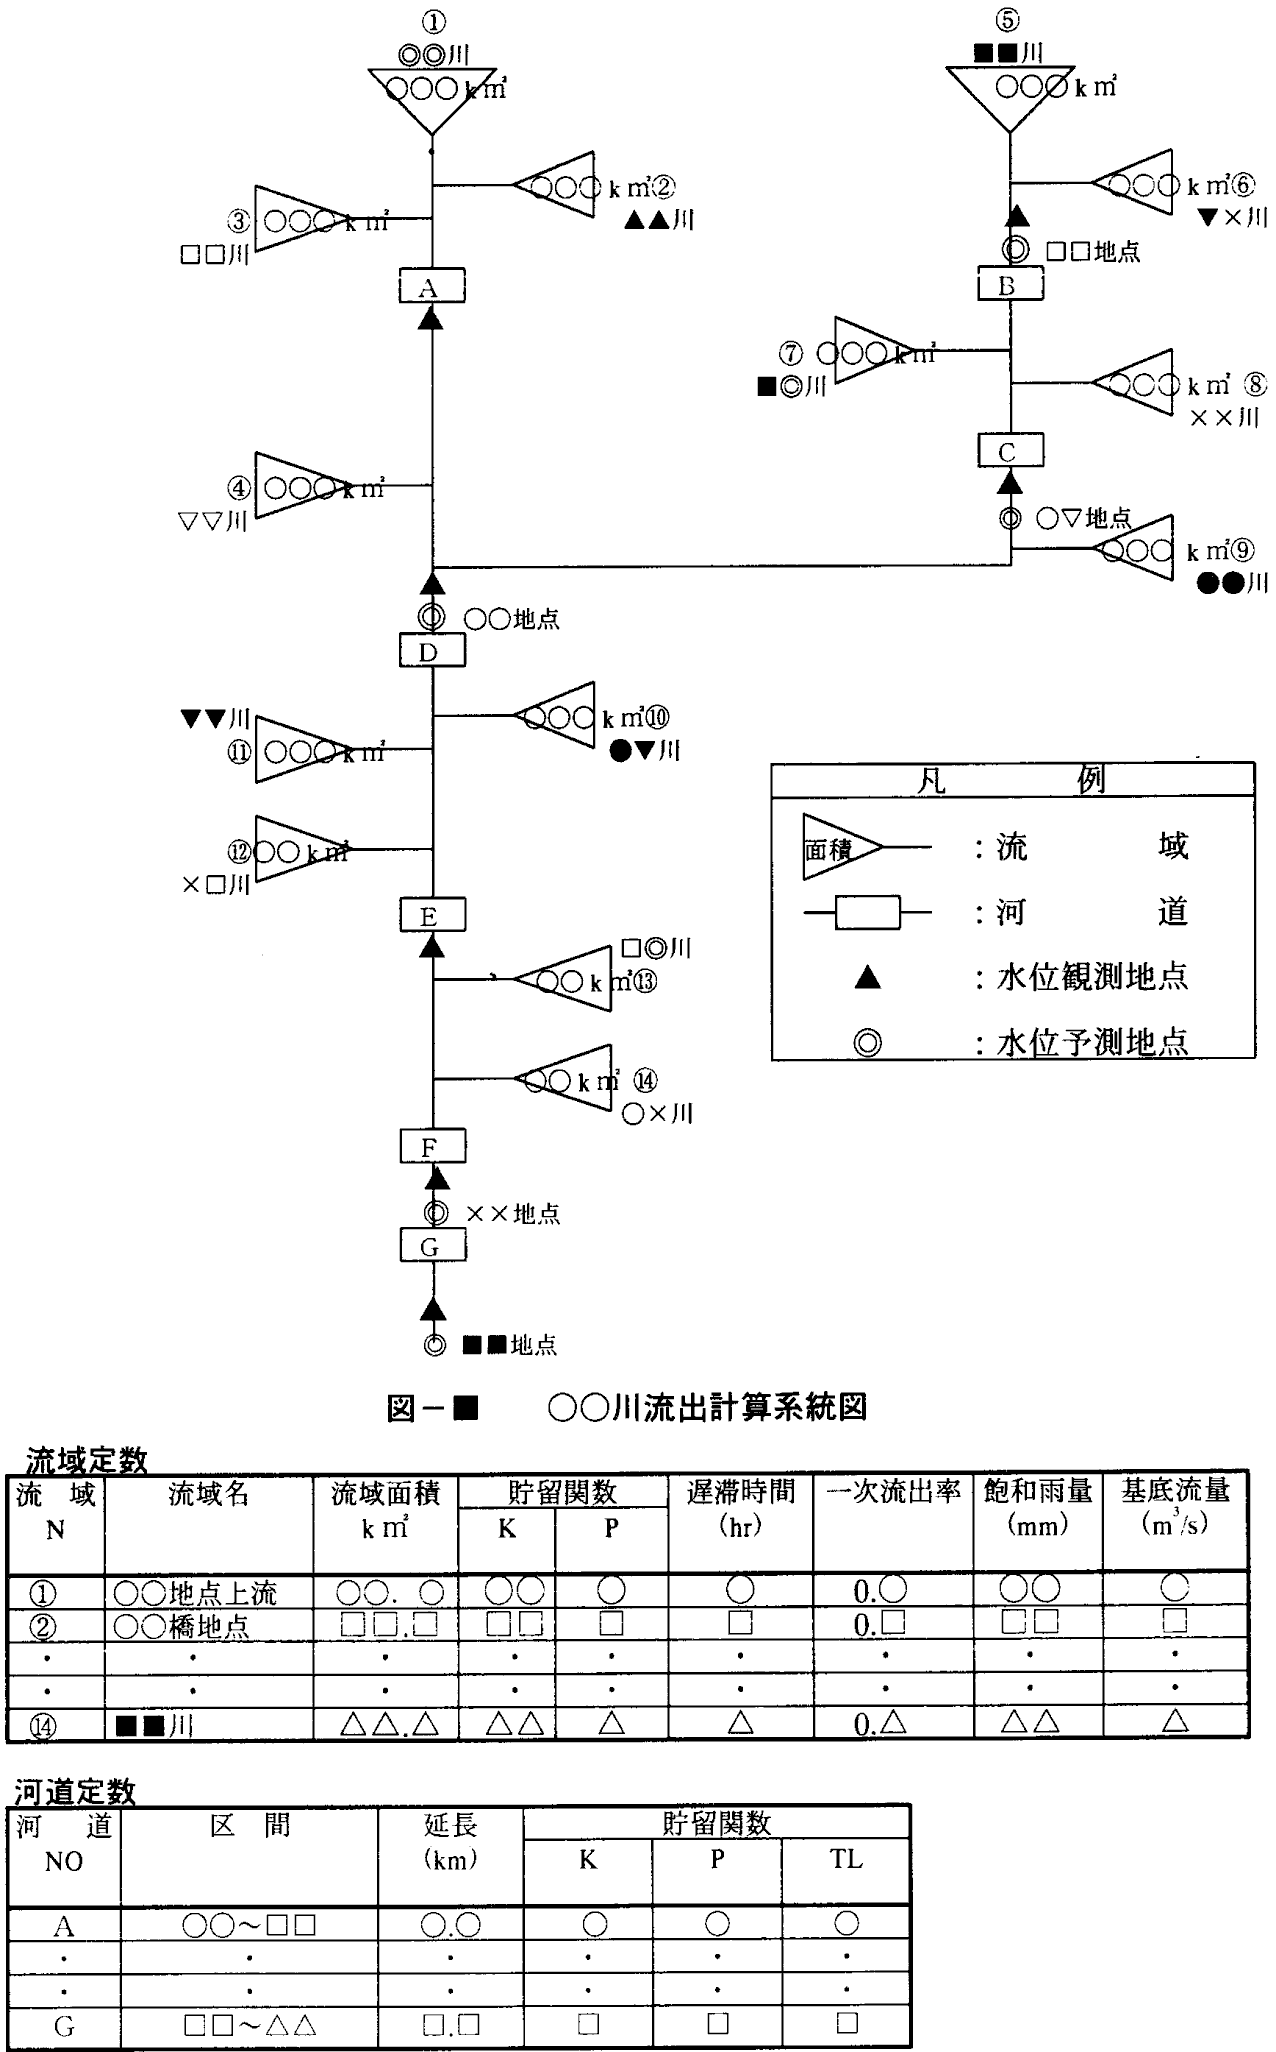 ① ⑤
◎◎川 ■■川
○○○km² ○○○km²
○○○km²② ○○○km²⑥
③ ○○○km² ▲▲川 ▼×川
□□川 ◎ □□地点
A B
⑦ ○○○km²
■◎川 ○○○km² ⑧
××川
C
④ ○○○km²
▽▽川 ◎ ○▽地点
○○○km²⑨
●●川
◎ ○○地点
D
▼▼川 ○○○km²⑩
⑪ ○○○km² ●▼川
凡 例
⑫ ○○km² 面積 :流 域
×□川
E :河 道
□◎川
○○km²⑬ ▲ :水位観測地点
◎ :水位予測地点
○○km² ⑭
○×川
F
◎ ××地点
G
◎ ■■地点
図-■ ○○川流出計算系統図
流域定数
流 域 流域名 流域面積 貯留関数 遅滞時間 一次流出率 飽和雨量 基底流量
N km² K P (hr) (mm) (m³/s)
① ○○地点上流 ○○.○ ○○ ○ ○ 0.○ ○○ ○
② ○○橋地点 □□.□ □□ □ □ 0.□ □□ □
・ ・ ・ ・ ・ ・ ・ ・ ・
・ ・ ・ ・ ・ ・ ・ ・ ・
⑭ ■■川 △△.△ △△ △ △ 0.△ △△ △
河道定数
河 道 区 間 延長 貯留関数
NO (km) K P TL
A ○○~□□ ○.○ ○ ○ ○
・ ・ ・ ・ ・ ・
・ ・ ・ ・ ・ ・
G □□~△△ □.□ □ □ □